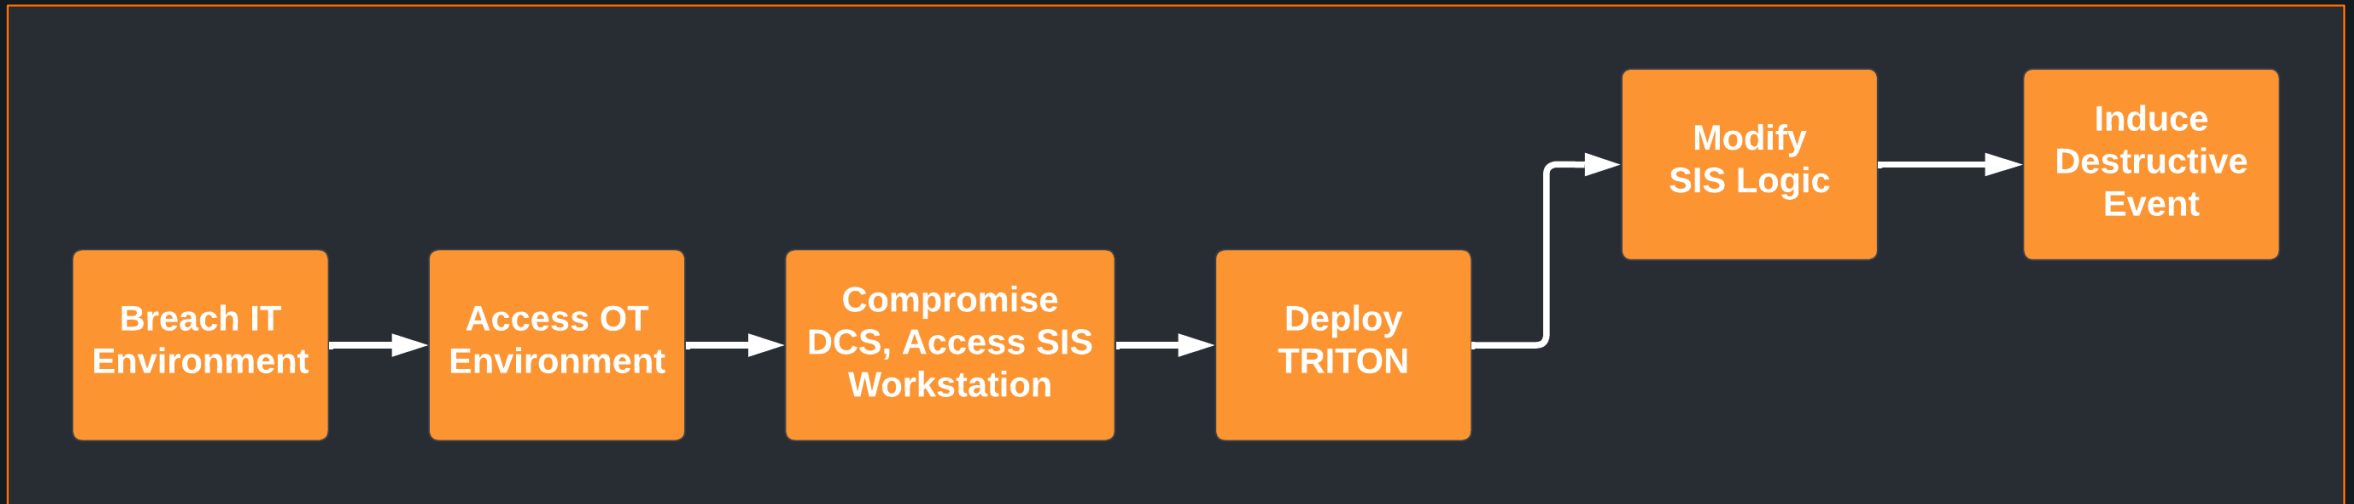 Breach IT
Environment
Access OT
Environment
Compromise
DCS, Access SIS
Workstation
Deploy
TRITON
Modify
SIS Logic
Induce
Destructive
Event